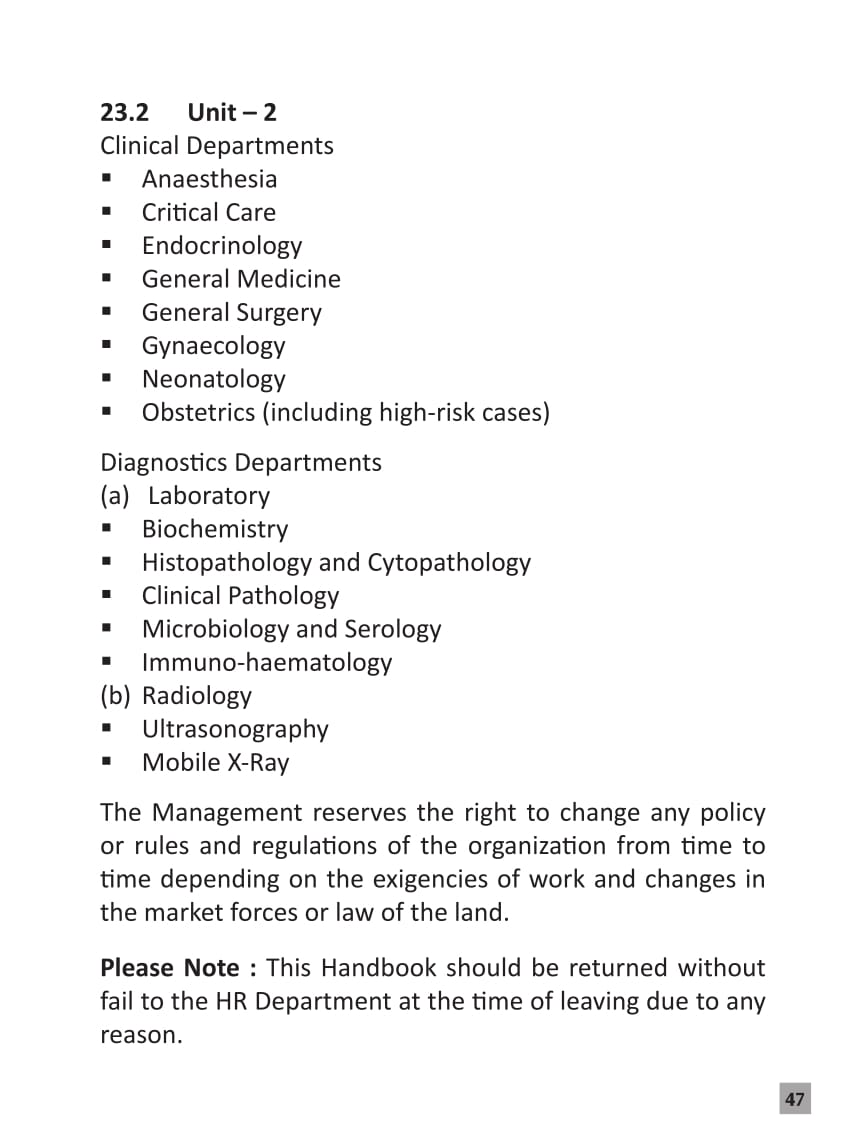 23.2 Unit – 2
Clinical Departments
▪ Anaesthesia
▪ Critical Care
▪ Endocrinology
▪ General Medicine
▪ General Surgery
▪ Gynaecology
▪ Neonatology
▪ Obstetrics (including high-risk cases)
Diagnostics Departments
(a) Laboratory
▪ Biochemistry
▪ Histopathology and Cytopathology
▪ Clinical Pathology
▪ Microbiology and Serology
▪ Immuno-haematology
(b) Radiology
▪ Ultrasonography
▪ Mobile X-Ray
The Management reserves the right to change any policy
or rules and regulations of the organization from time to
time depending on the exigencies of work and changes in
the market forces or law of the land.
Please Note : This Handbook should be returned without
fail to the HR Department at the time of leaving due to any
reason.
47